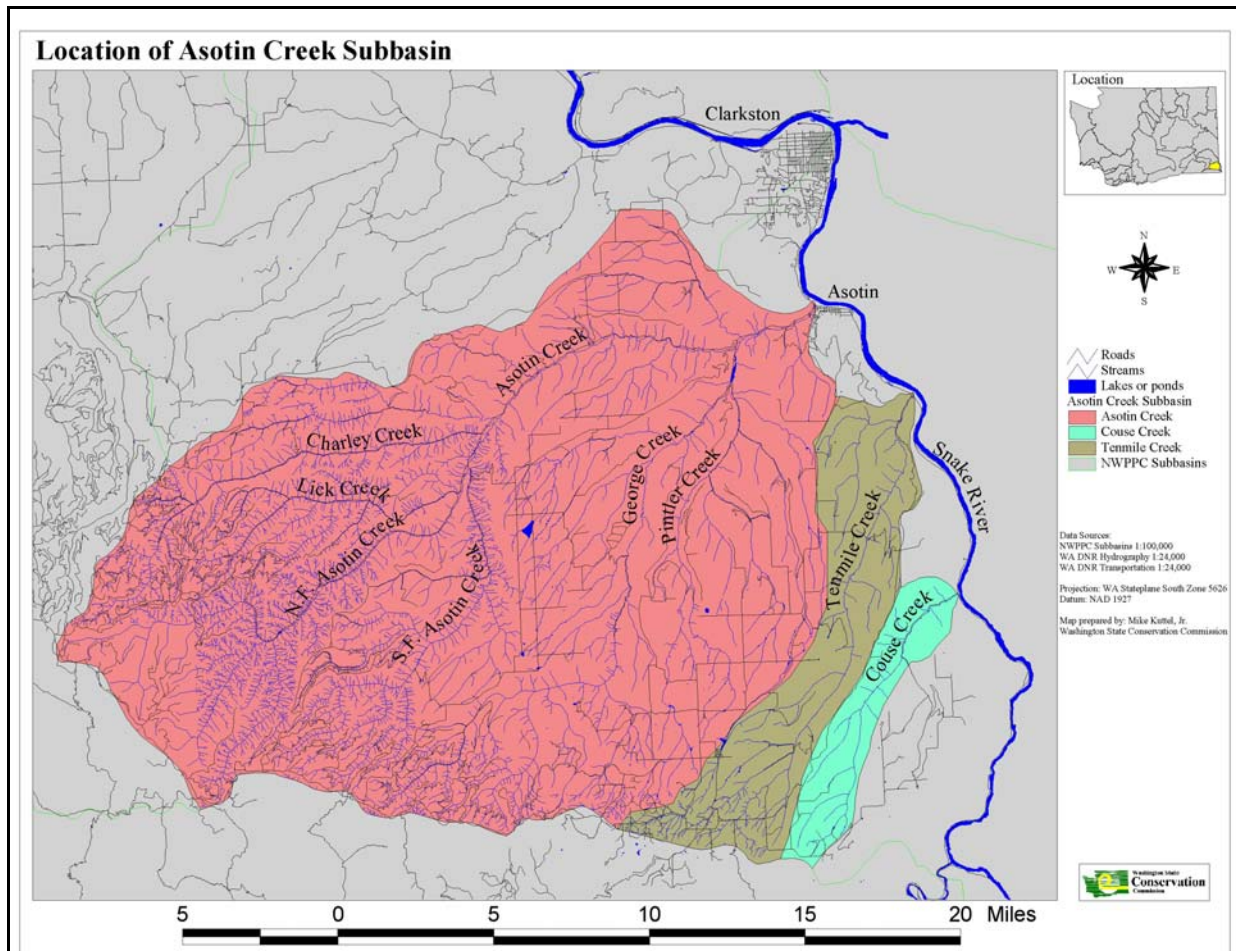 Location of Asotin Creek Subbasin
Location
Clarkston
Asotin
N
W
E
S
Asotin Creek
Charley Creek
Lick Creek
N.F. Asotin Creek
S.F. Asotin Creek
George Creek
Pintler Creek
Tenmile Creek
Couse Creek
Snake River
Roads
Streams
Lakes or ponds
Asotin Creek Subbasin
Asotin Creek
Couse Creek
Tenmile Creek
NWPPC Subbasins
Data Sources:
NWPPC Subbasins 1:100,000
WA DNR Hydrography 1:24,000
WA DNR Transportation 1:24,000
Projection: WA Stateplane South Zone 5626
Datum: NAD 1927
Map prepared by: Mike Kuttel, Jr.
Washington State Conservation Commission
Washington State
Conservation
Commission
5 0 5 10 15 20 Miles